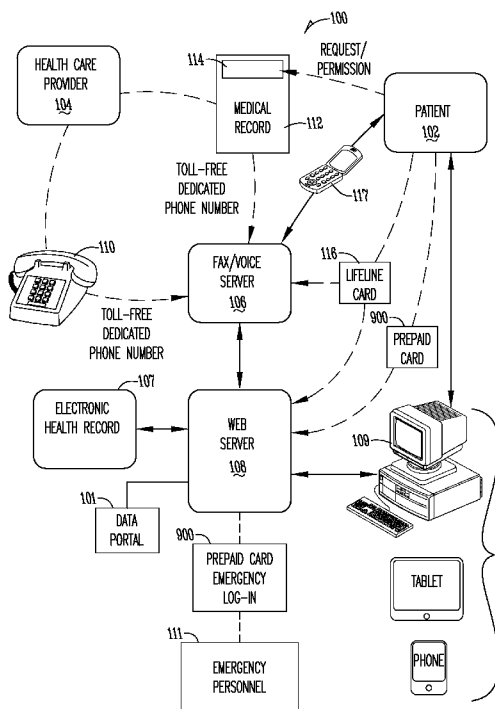 100
114
REQUEST/
PERMISSION
HEALTH CARE
PROVIDER
104
MEDICAL
RECORD
112
PATIENT
102
TOLL-FREE
DEDICATED
PHONE NUMBER
117
110
FAX/VOICE
SERVER
106
116
LIFELINE
CARD
TOLL-FREE
DEDICATED
PHONE NUMBER
900
PREPAID
CARD
107
ELECTRONIC
HEALTH RECORD
WEB
SERVER
108
109
101
DATA
PORTAL
900
PREPAID CARD
EMERGENCY
LOG-IN
TABLET
111
EMERGENCY
PERSONNEL
PHONE